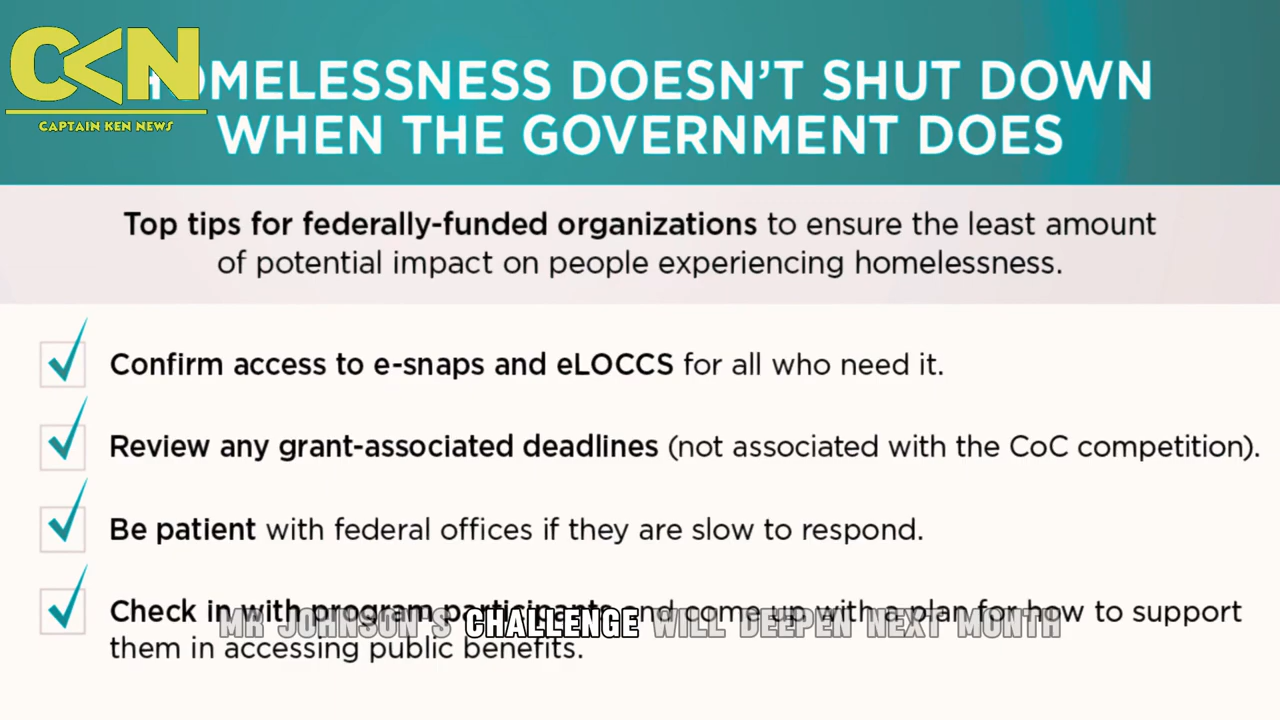 CKN
CAPTAIN KEN NEWS
HOMELESSNESS DOESN’T SHUT DOWN
WHEN THE GOVERNMENT DOES
Top tips for federally-funded organizations to ensure the least amount
of potential impact on people experiencing homelessness.
Confirm access to e-snaps and eLOCCS for all who need it.
Review any grant-associated deadlines (not associated with the CoC competition).
Be patient with federal offices if they are slow to respond.
Check in with program participants and come up with a plan for how to support
MR JOHNSON'S CHALLENGE WILL DEEPEN NEXT MONTH
them in accessing public benefits.